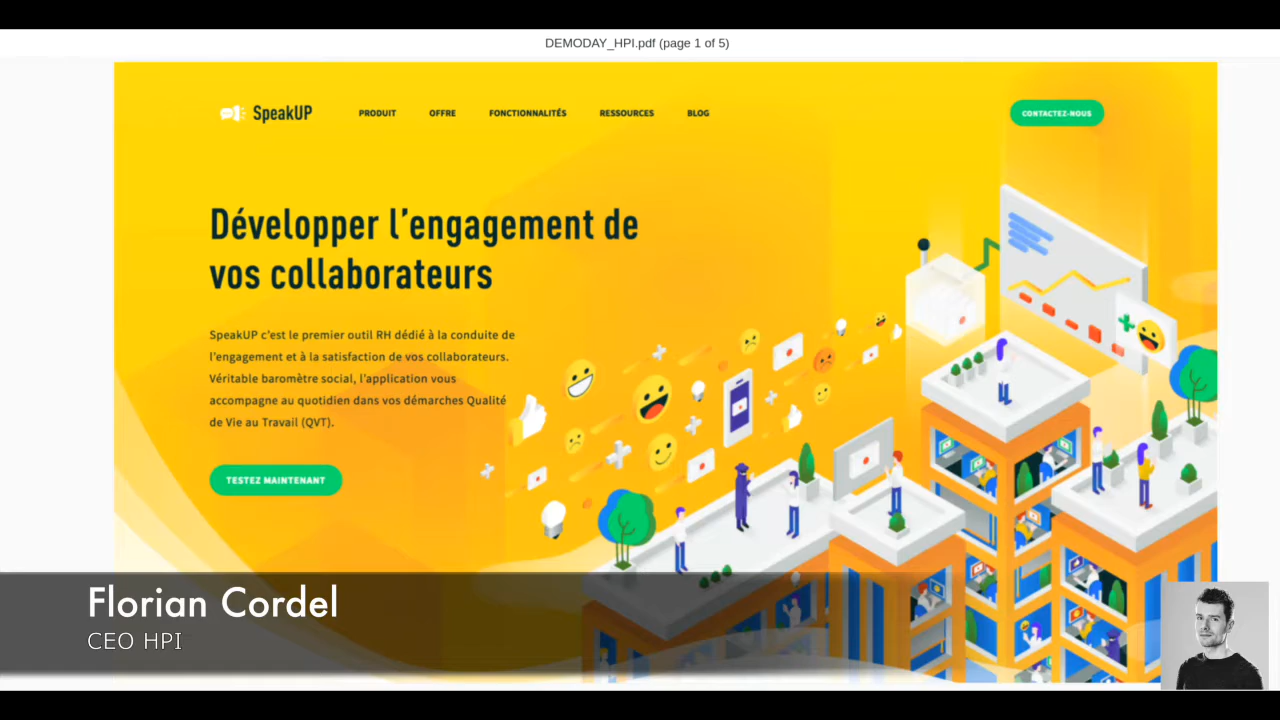 DEMODAY_HPI.pdf (page 1 of 5)
SpeakUP PRODUIT OFFRE FONCTIONNALITÉS RESSOURCES BLOG CONTACTEZ-NOUS
Développer l'engagement de
vos collaborateurs
SpeakUP c'est le premier outil RH dédié à la conduite de
l'engagement et à la satisfaction de vos collaborateurs.
Véritable baromètre social, l'application vous
accompagne au quotidien dans vos démarches Qualité
de Vie au Travail (QVT).
TESTEZ MAINTENANT
Florian Cordel
CEO HPI